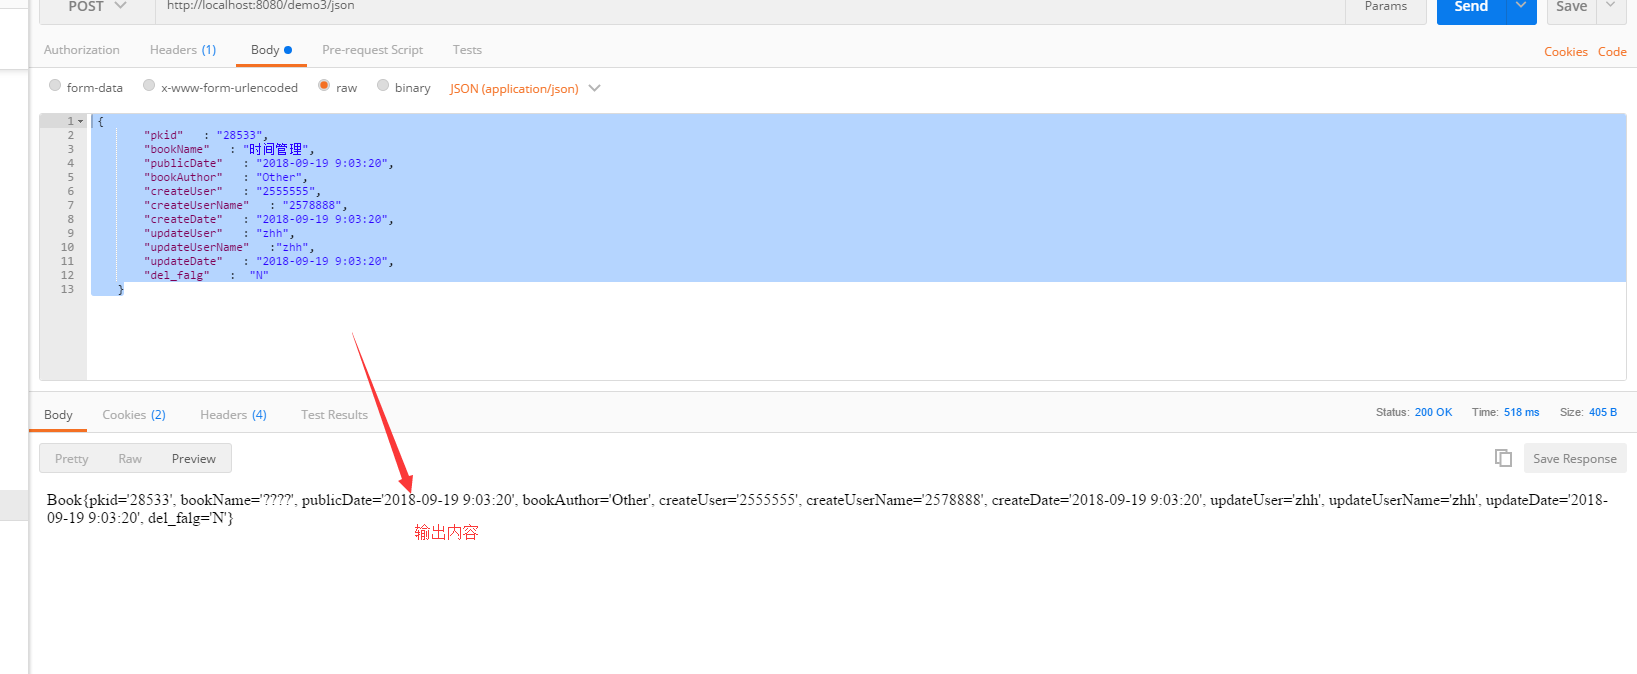 POST http://localhost:8080/demo3/json Params Send Save
Authorization Headers (1) Body Pre-request Script Tests Cookies Code
form-data x-www-form-urlencoded raw binary JSON (application/json)
1 {
2 "pkid" : "28533",
3 "bookName" : "时间管理",
4 "publicDate" : "2018-09-19 9:03:20",
5 "bookAuthor" : "Other",
6 "createUser" : "2555555",
7 "createUserName" : "2578888",
8 "createDate" : "2018-09-19 9:03:20",
9 "updateUser" : "zhh",
10 "updateUserName" :"zhh",
11 "updateDate" : "2018-09-19 9:03:20",
12 "del_falg" : "N"
13 }
Body Cookies (2) Headers (4) Test Results Status: 200 OK Time: 518 ms Size: 405 B
Pretty Raw Preview Save Response
Book{pkid='28533', bookName='????', publicDate='2018-09-19 9:03:20', bookAuthor='Other', createUser='2555555', createUserName='2578888', createDate='2018-09-19 9:03:20', updateUser='zhh', updateUserName='zhh', updateDate='2018-
09-19 9:03:20', del_falg='N'}
输出内容